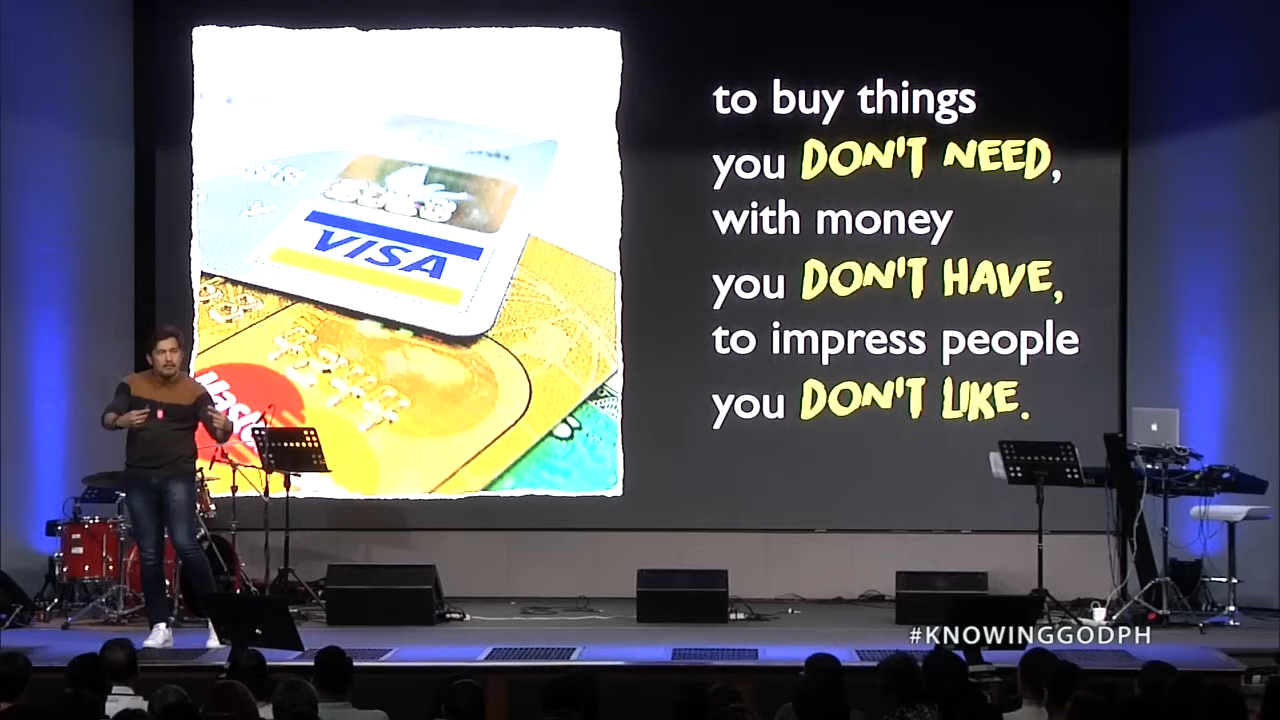 to buy things
you DON'T NEED,
with money
you DON'T HAVE,
to impress people
you DON'T LIKE.
VISA
#KNOWINGGODPH